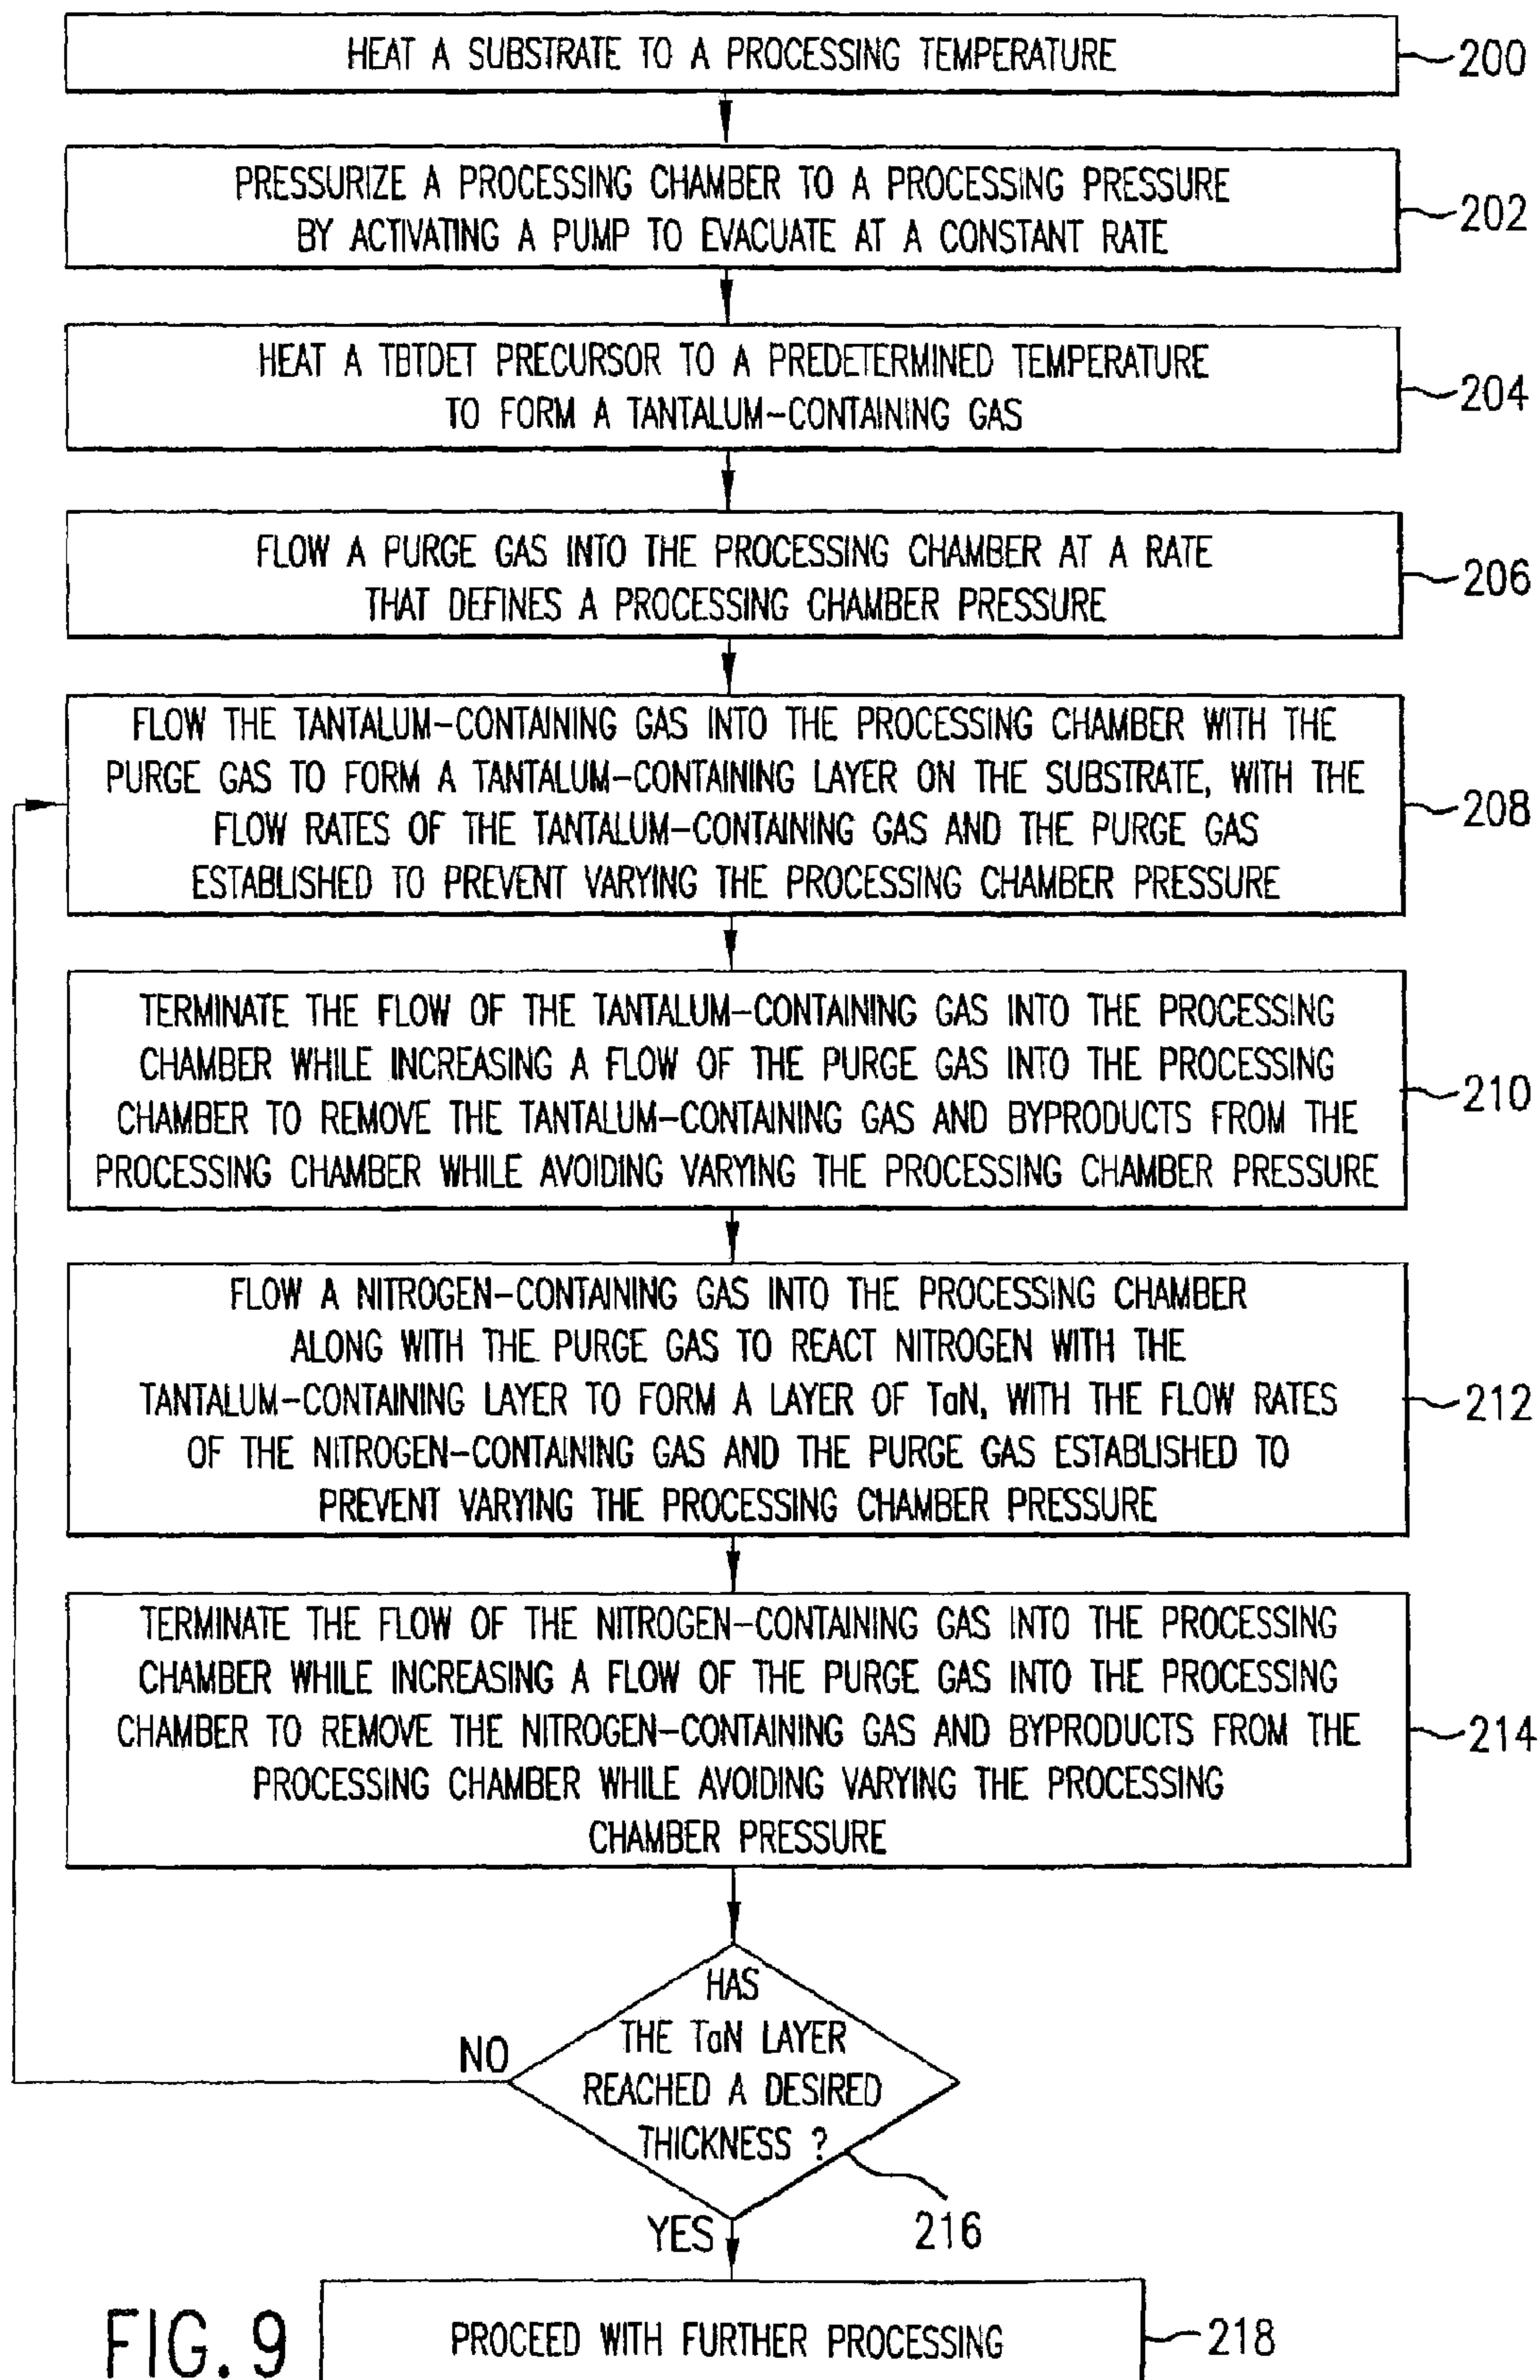 HEAT A SUBSTRATE TO A PROCESSING TEMPERATURE
200
PRESSURIZE A PROCESSING CHAMBER TO A PROCESSING PRESSURE
BY ACTIVATING A PUMP TO EVACUATE AT A CONSTANT RATE
202
HEAT A TBTDET PRECURSOR TO A PREDETERMINED TEMPERATURE
TO FORM A TANTALUM-CONTAINING GAS
204
FLOW A PURGE GAS INTO THE PROCESSING CHAMBER AT A RATE
THAT DEFINES A PROCESSING CHAMBER PRESSURE
206
FLOW THE TANTALUM-CONTAINING GAS INTO THE PROCESSING CHAMBER WITH THE
PURGE GAS TO FORM A TANTALUM-CONTAINING LAYER ON THE SUBSTRATE, WITH THE
FLOW RATES OF THE TANTALUM-CONTAINING GAS AND THE PURGE GAS
ESTABLISHED TO PREVENT VARYING THE PROCESSING CHAMBER PRESSURE
208
TERMINATE THE FLOW OF THE TANTALUM-CONTAINING GAS INTO THE PROCESSING
CHAMBER WHILE INCREASING A FLOW OF THE PURGE GAS INTO THE PROCESSING
CHAMBER TO REMOVE THE TANTALUM-CONTAINING GAS AND BYPRODUCTS FROM THE
PROCESSING CHAMBER WHILE AVOIDING VARYING THE PROCESSING CHAMBER PRESSURE
210
FLOW A NITROGEN-CONTAINING GAS INTO THE PROCESSING CHAMBER
ALONG WITH THE PURGE GAS TO REACT NITROGEN WITH THE
TANTALUM-CONTAINING LAYER TO FORM A LAYER OF TaN, WITH THE FLOW RATES
OF THE NITROGEN-CONTAINING GAS AND THE PURGE GAS ESTABLISHED TO
PREVENT VARYING THE PROCESSING CHAMBER PRESSURE
212
TERMINATE THE FLOW OF THE NITROGEN-CONTAINING GAS INTO THE PROCESSING
CHAMBER WHILE INCREASING A FLOW OF THE PURGE GAS INTO THE PROCESSING
CHAMBER TO REMOVE THE NITROGEN-CONTAINING GAS AND BYPRODUCTS FROM THE
PROCESSING CHAMBER WHILE AVOIDING VARYING THE PROCESSING
CHAMBER PRESSURE
214
HAS
THE TaN LAYER
REACHED A DESIRED
THICKNESS ?
NO
216
YES
PROCEED WITH FURTHER PROCESSING
218
FIG. 9